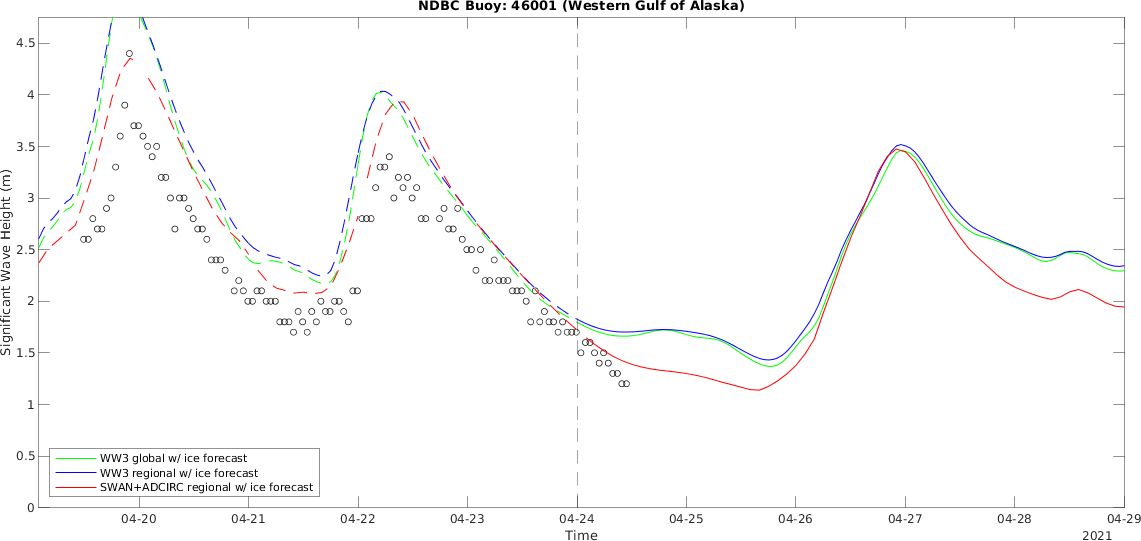 NDBC Buoy: 46001 (Western Gulf of Alaska)
Significant Wave Height (m)
4.5
4
3.5
3
2.5
2
1.5
1
0.5
0
WW3 global w/ ice forecast
WW3 regional w/ ice forecast
SWAN+ADCIRC regional w/ ice forecast
04-20 04-21 04-22 04-23 04-24 04-25 04-26 04-27 04-28 04-29
Time
2021